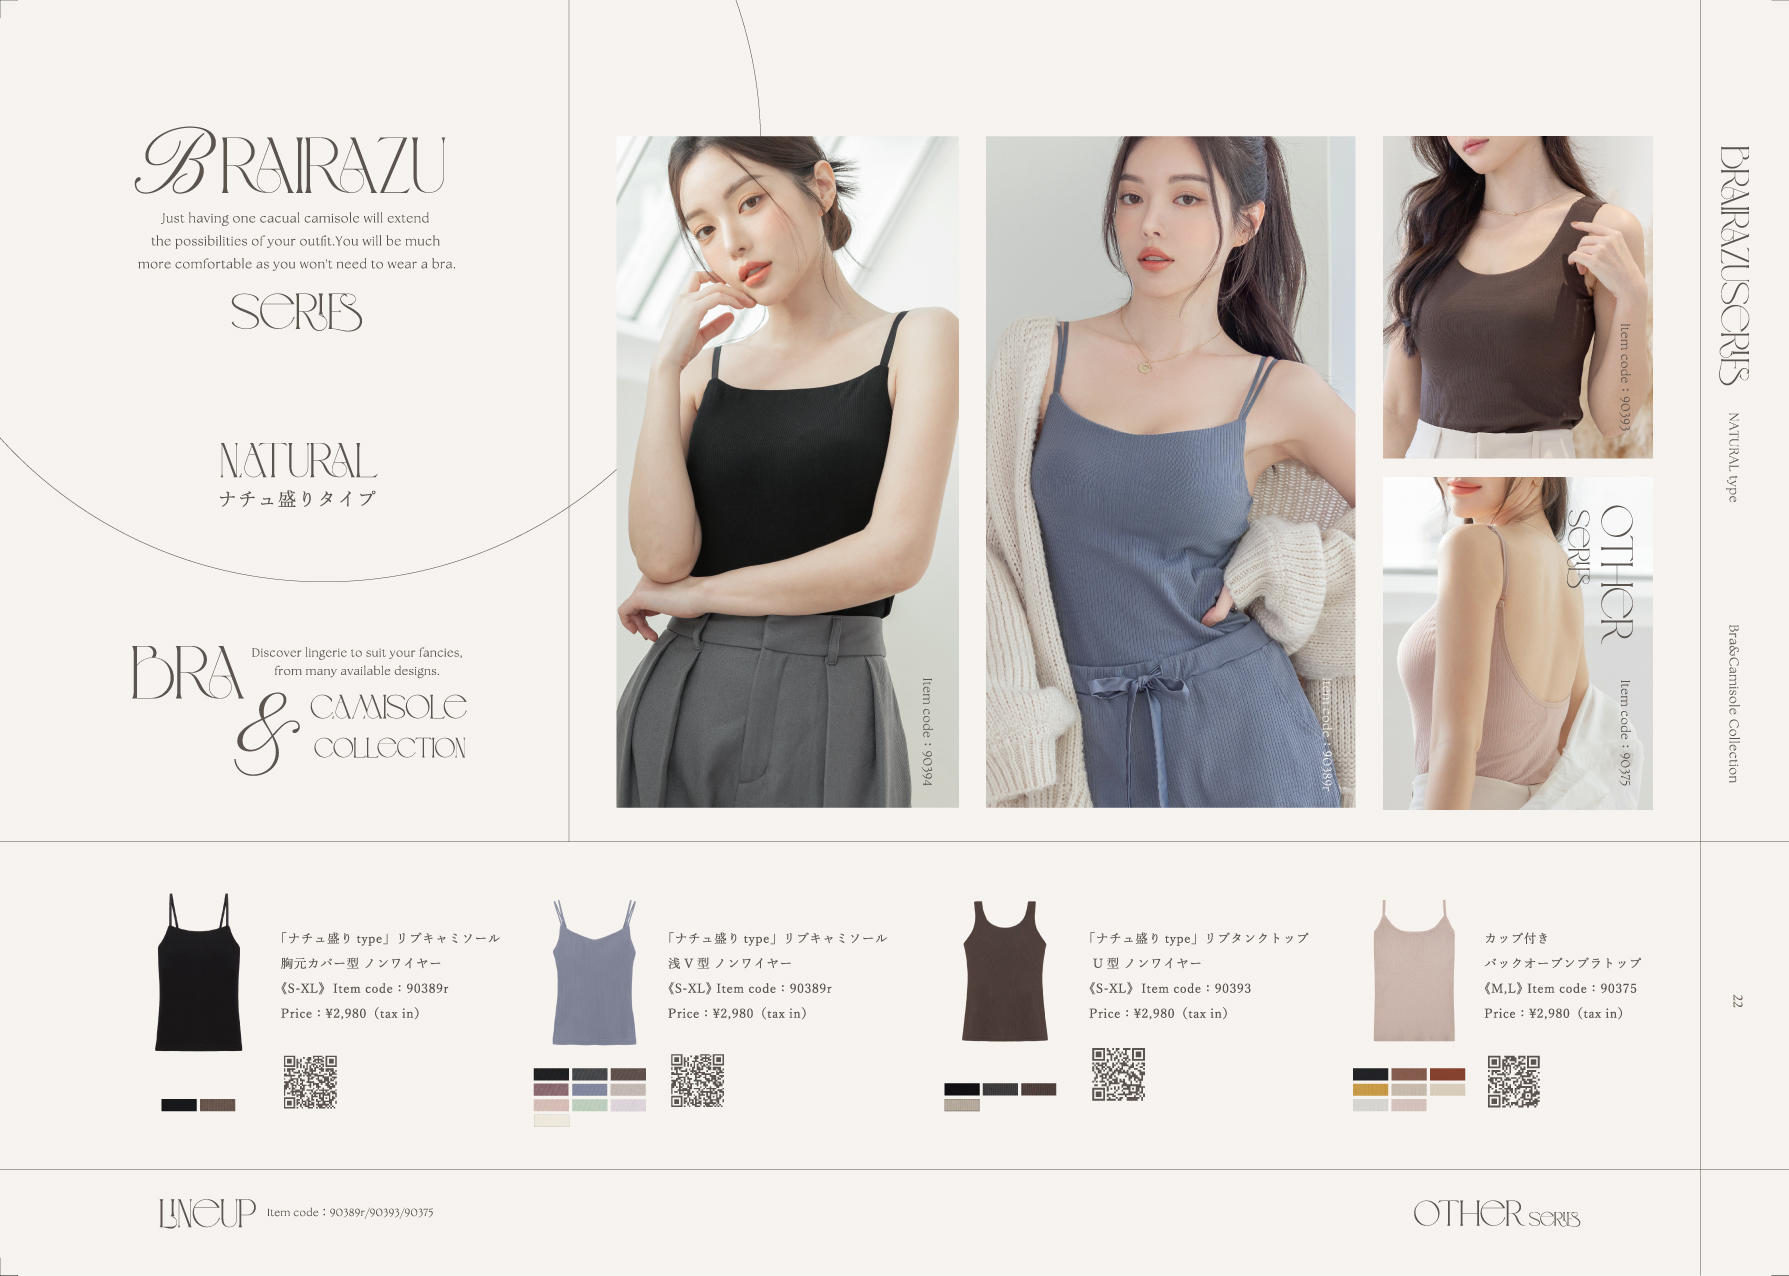 BRAIRAZU
Just having one cacual camisole will extend
the possibilities of your outfit.You will be much
more comfortable as you won't need to wear a bra.
SERIES
NATURAL
ナチュ盛りタイプ
BRA
Discover lingerie to suit your fancies,
from many available designs.
& CAMISOLE
COLLECTION
Item code：90394
Item code：90389r
Item code：90393
OTHER
SERIES
Item code：90375
BRAIRAZU SERIES
NATURAL type
Bra&Camisole Collection
「ナチュ盛り type」リブキャミソール
胸元カバー型 ノンワイヤー
《S-XL》 Item code：90389r
Price：¥2,980（tax in）
「ナチュ盛り type」リブキャミソール
浅 V 型 ノンワイヤー
《S-XL》 Item code：90389r
Price：¥2,980（tax in）
「ナチュ盛り type」リブタンクトップ
U 型 ノンワイヤー
《S-XL》 Item code：90393
Price：¥2,980（tax in）
カップ付き
バックオープンブラトップ
《M,L》 Item code：90375
Price：¥2,980（tax in）
22
LINEUP Item code：90389r/90393/90375
OTHER SERIES